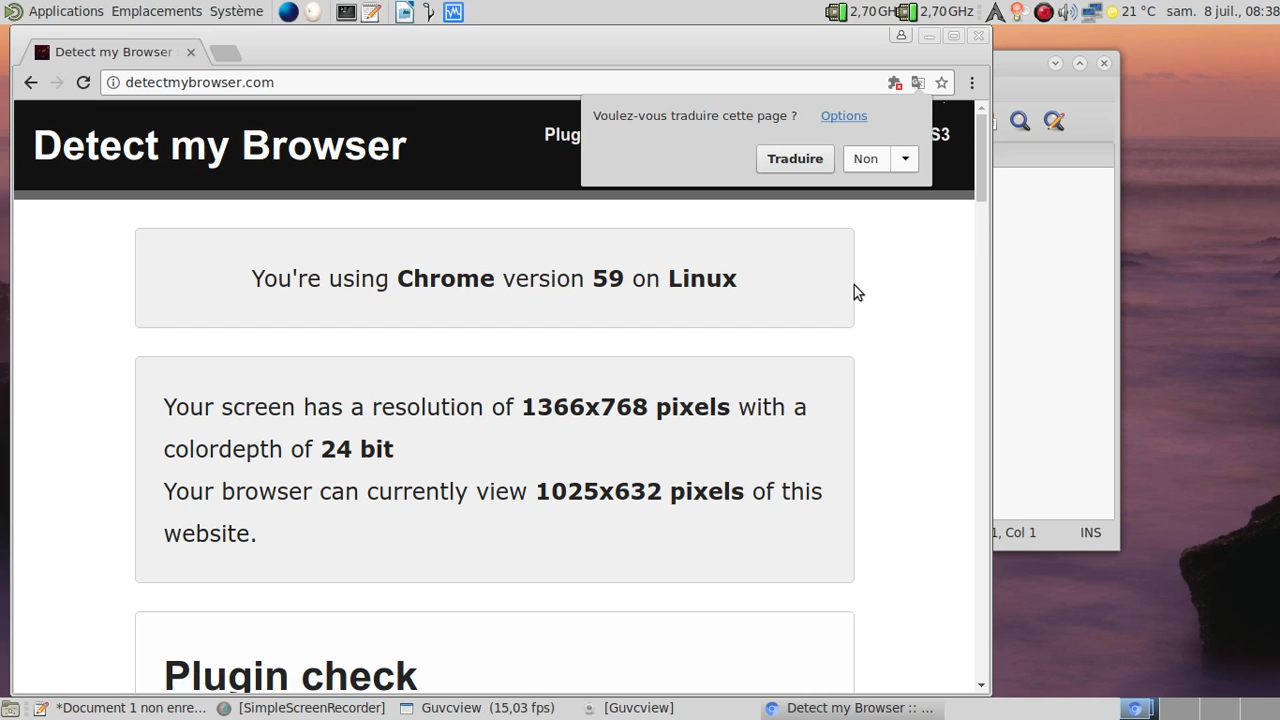 Applications Emplacements Système 2,70 GH 2,70 GHz 21 °C sam. 8 juil., 08:38
Detect my Browser
detectmybrowser.com
Voulez-vous traduire cette page ? Options
Traduire Non
Detect my Browser Plug S3
You're using Chrome version 59 on Linux
Your screen has a resolution of 1366x768 pixels with a
colordepth of 24 bit
Your browser can currently view 1025x632 pixels of this
website.
1, Col 1 INS
Plugin check
*Document 1 non enre... [SimpleScreenRecorder] Guvcview (15,03 fps) [Guvcview] Detect my Browser :: ...